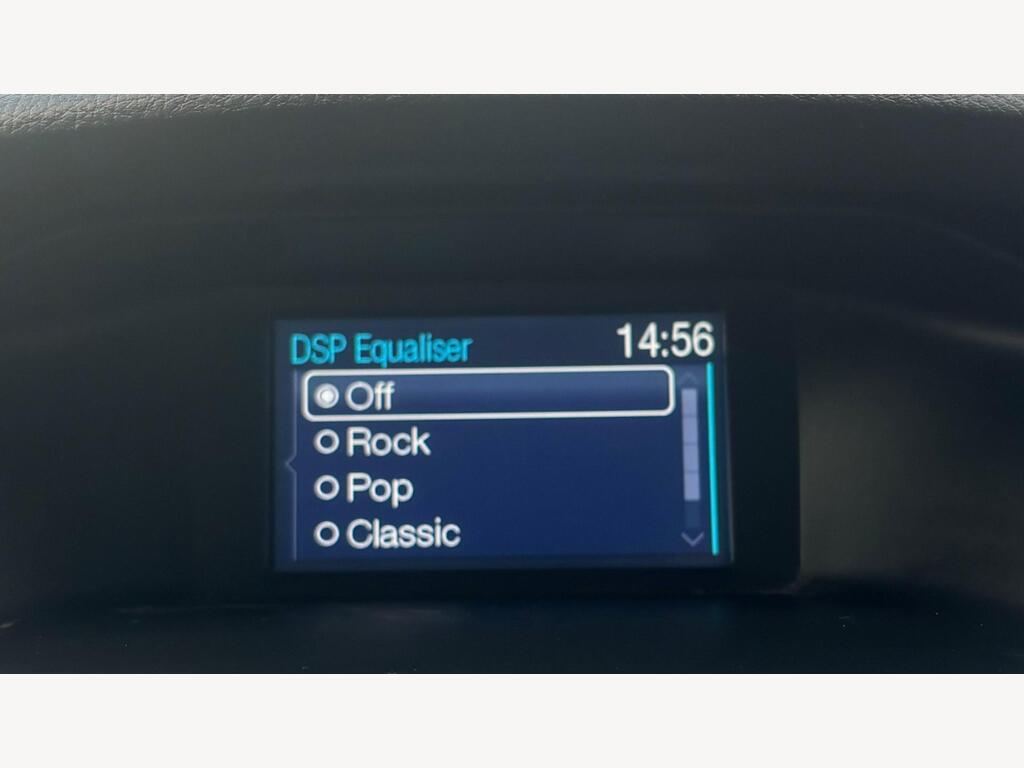 DSP Equaliser 14:56
Off
Rock
Pop
Classic